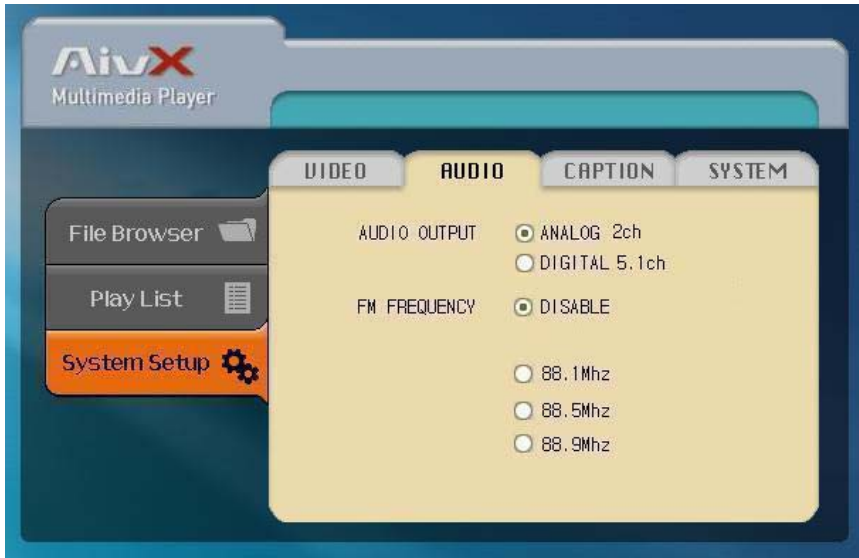 AivX
Multimedia Player
VIDEO AUDIO CAPTION SYSTEM
File Browser
Play List
System Setup
AUDIO OUTPUT ANALOG 2ch
DIGITAL 5.1ch
FM FREQUENCY DISABLE
88.1Mhz
88.5Mhz
88.9Mhz